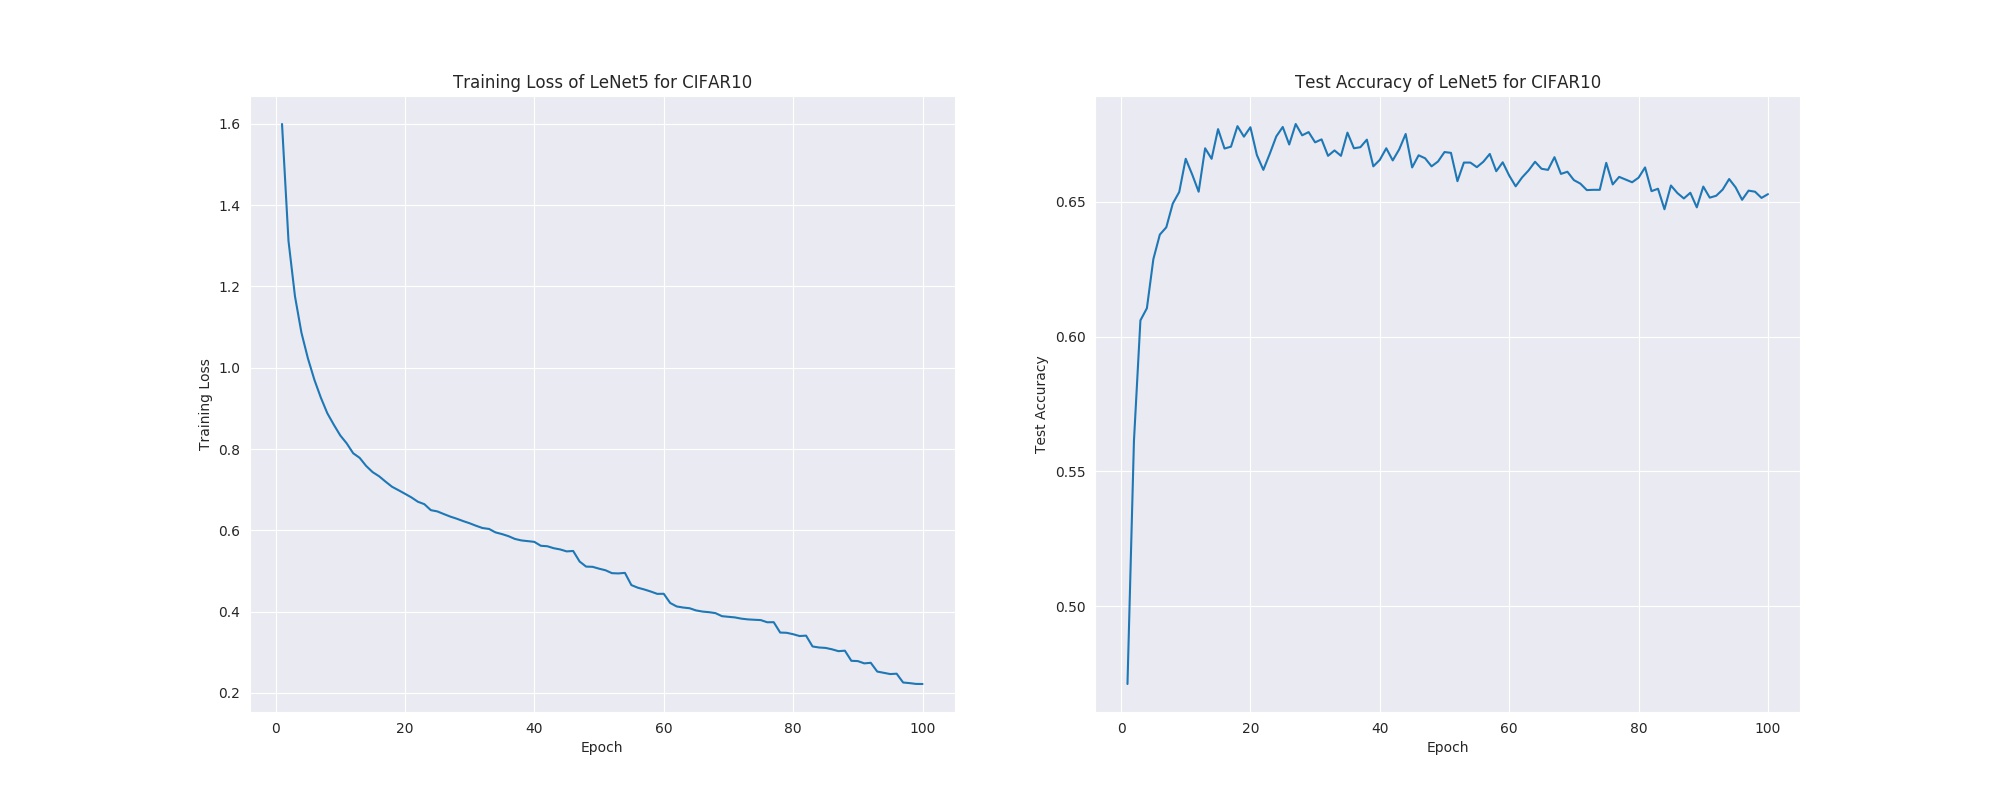 Training Loss of LeNet5 for CIFAR10
1.6
1.4
1.2
1.0
0.8
0.6
0.4
0.2
Training Loss
0 20 40 60 80 100
Epoch
Test Accuracy of LeNet5 for CIFAR10
0.65
0.60
0.55
0.50
Test Accuracy
0 20 40 60 80 100
Epoch